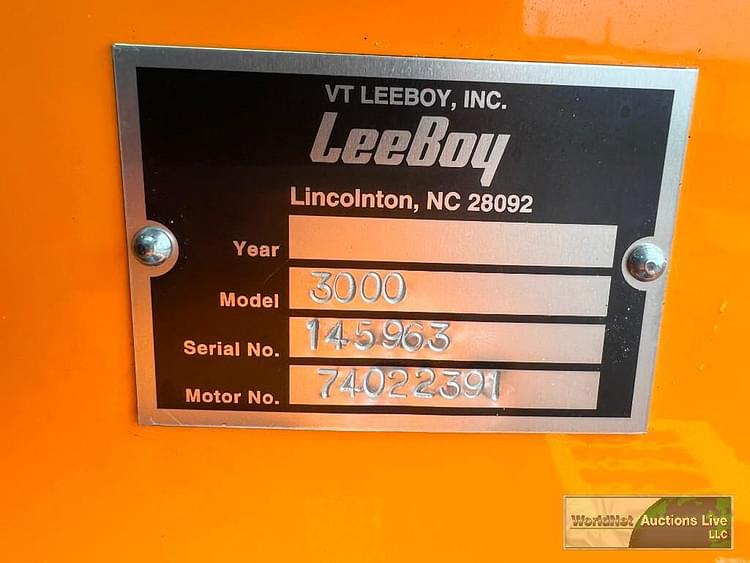 VT LEEBOY, INC.
LeeBoy
Lincolnton, NC 28092
Year
Model 3000
Serial No. 145963
Motor No. 74022391
WorldNet Auctions Live
LLC